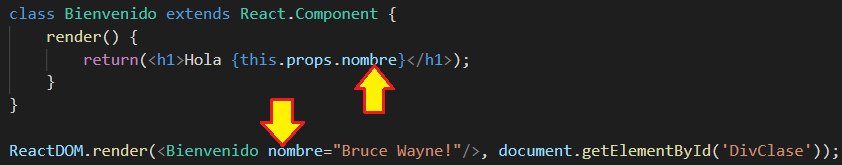 class Bienvenido extends React.Component {
render() {
return(<h1>Hola {this.props.nombre}</h1>);
}
}
ReactDOM.render(<Bienvenido nombre="Bruce Wayne!"/>, document.getElementById('DivClase'));